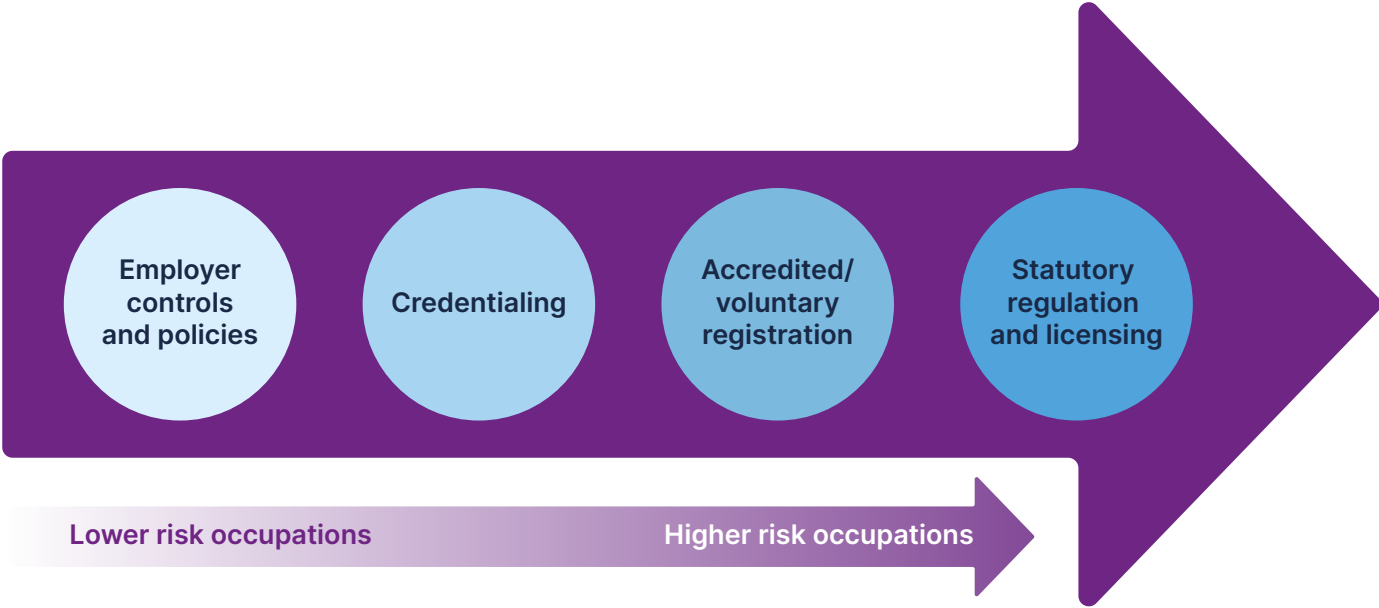 Employer
controls
and policies
Credentialing
Accredited/
voluntary
registration
Statutory
regulation
and licensing
Lower risk occupations
Higher risk occupations